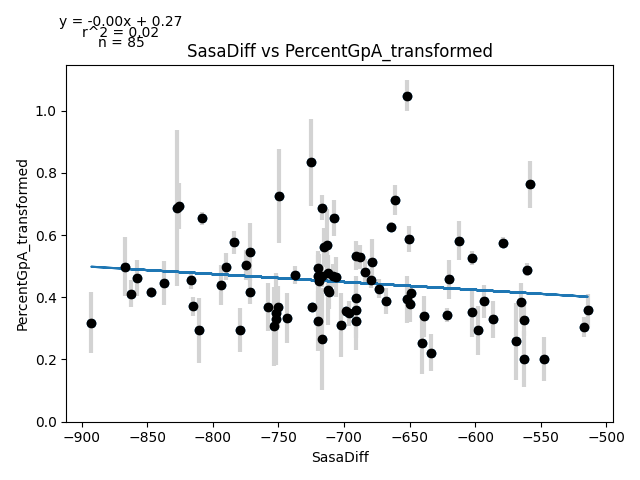 y = -0.00x + 0.27
r^2 = 0.02
n = 85
SasaDiff vs PercentGpA_transformed
PercentGpA_transformed
1.0
0.8
0.6
0.4
0.2
0.0
−900
−850
−800
−750
−700
−650
−600
−550
−500
SasaDiff